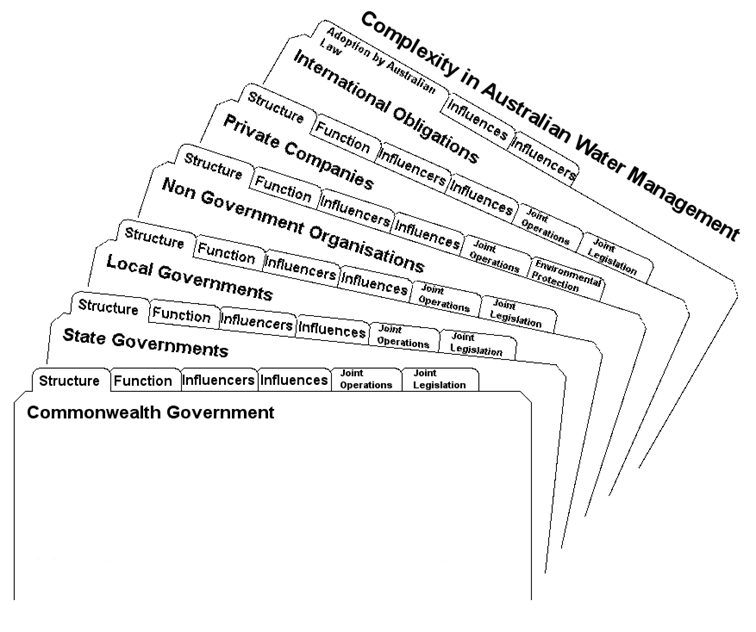 Complexity in Australian Water Management
Adoption by Australian
Law
Influences
Influencers
International Obligations
Structure
Function
Influencers
Influences
Joint
Operations
Joint
Legislation
Private Companies
Structure
Function
Influencers
Influences
Joint
Operations
Environmental
Protection
Non Government Organisations
Structure
Function
Influencers
Influences
Joint
Operations
Joint
Legislation
Local Governments
Structure
Function
Influencers
Influences
Joint
Operations
Joint
Legislation
State Governments
Structure
Function
Influencers
Influences
Joint
Operations
Joint
Legislation
Commonwealth Government